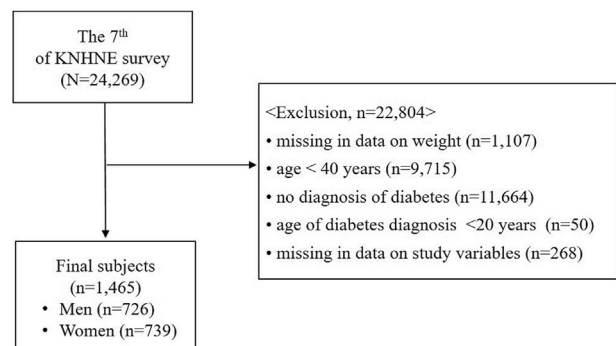 The 7th
of KNHNE survey
(N=24,269)
<Exclusion, n=22,804>
• missing in data on weight (n=1,107)
• age < 40 years (n=9,715)
• no diagnosis of diabetes (n=11,664)
• age of diabetes diagnosis <20 years (n=50)
• missing in data on study variables (n=268)
Final subjects
(n=1,465)
• Men (n=726)
• Women (n=739)